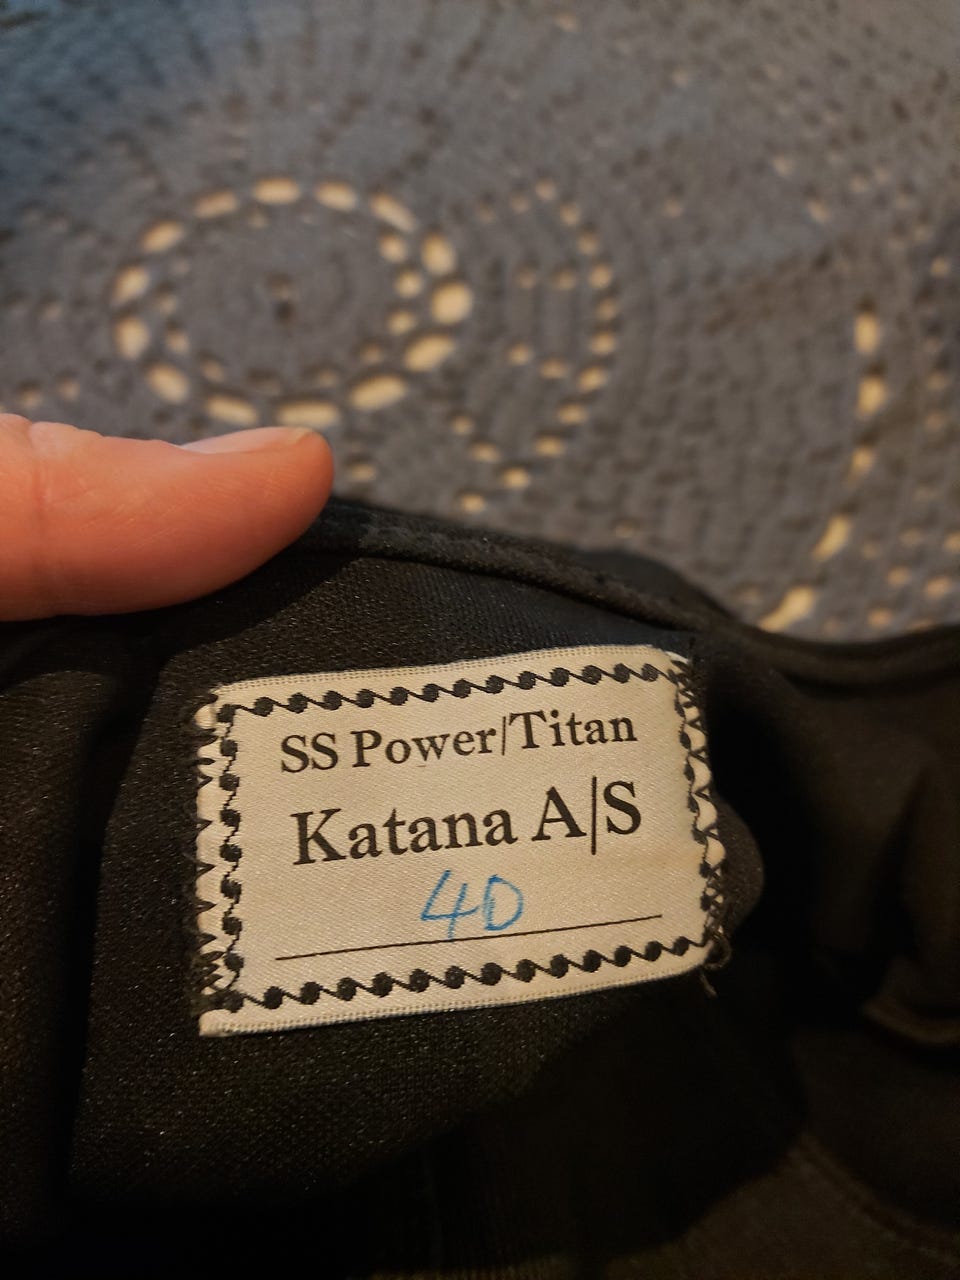 SS Power/Titan
Katana A/S
40